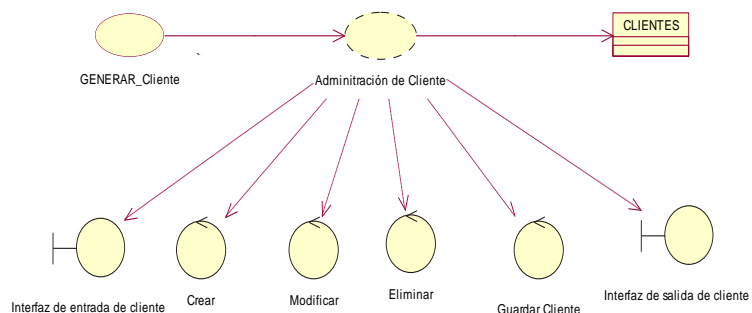 CLIENTES
GENERAR_Cliente
Adminitración de Cliente
Interfaz de entrada de cliente
Crear
Modificar
Eliminar
Guardar Cliente
Interfaz de salida de cliente